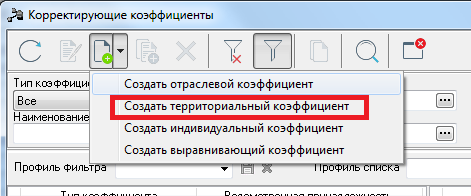 Корректирующие коэффициенты
Тип коэффици
Все
Создать отраслевой коэффициент
Создать территориальный коэффициент
Наименование
Создать индивидуальный коэффициент
Создать выравнивающий коэффициент
Профиль фильтра
Профиль списка